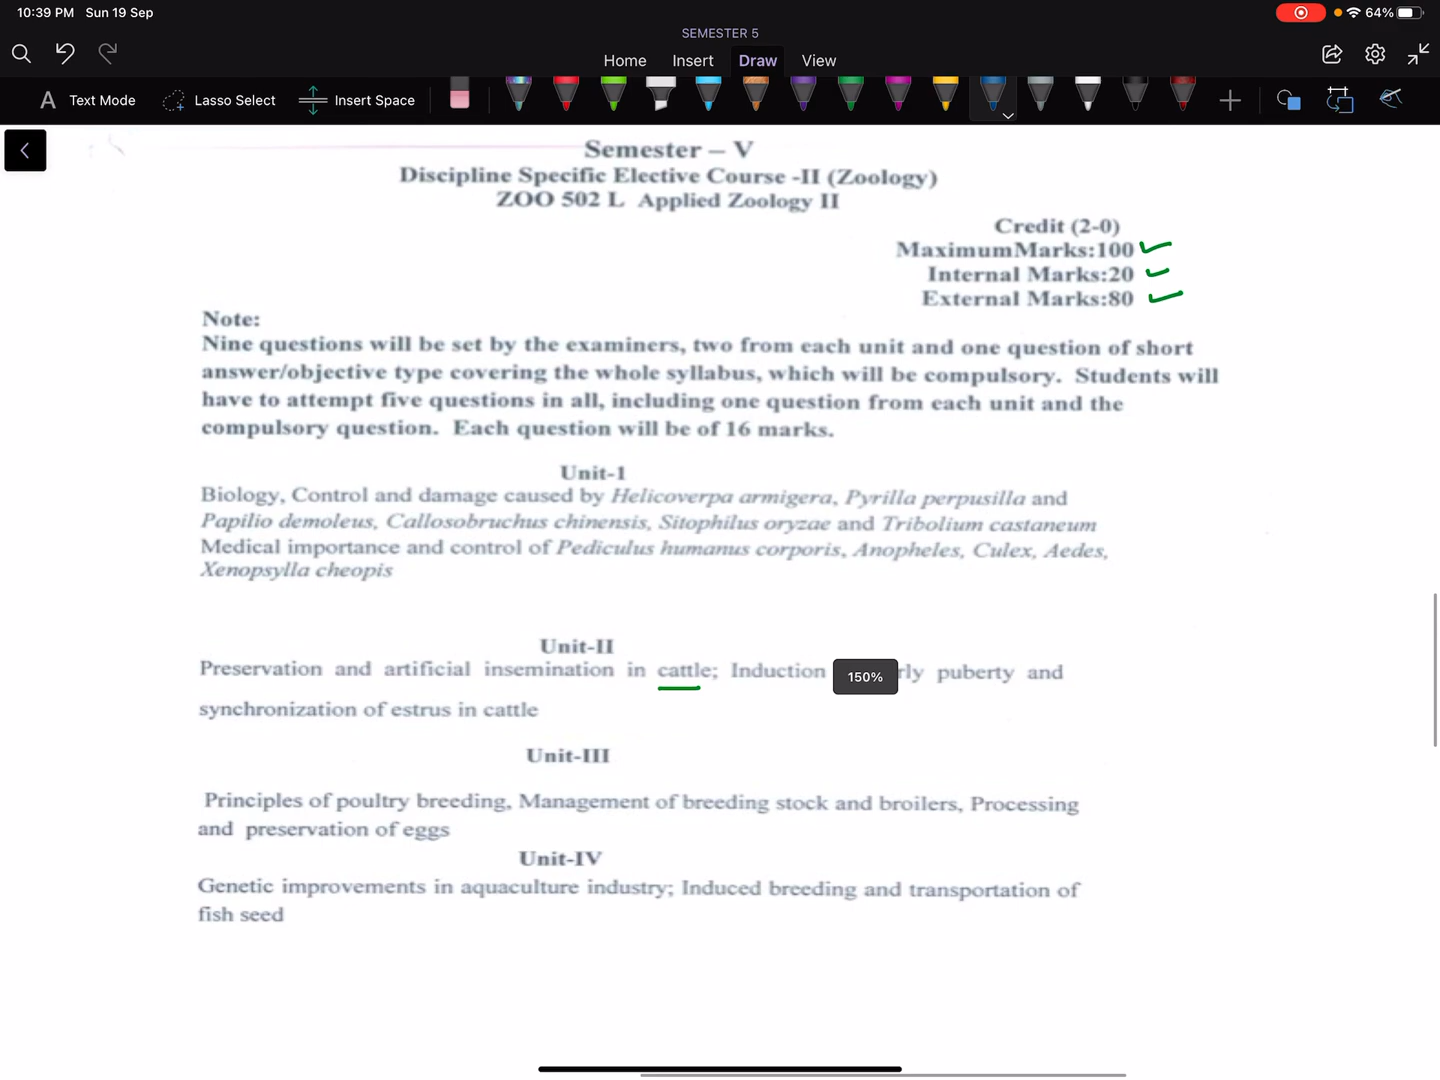 10:39 PM Sun 19 Sep
64%
SEMESTER 5
Home Insert Draw View
A Text Mode Lasso Select Insert Space
Semester – V
Discipline Specific Elective Course -II (Zoology)
ZOO 502 L Applied Zoology II
Credit (2-0)
MaximumMarks:100
Internal Marks:20
External Marks:80
Note:
Nine questions will be set by the examiners, two from each unit and one question of short
answer/objective type covering the whole syllabus, which will be compulsory. Students will
have to attempt five questions in all, including one question from each unit and the
compulsory question. Each question will be of 16 marks.
Unit-1
Biology, Control and damage caused by Helicoverpa armigera, Pyrilla perpusilla and
Papilio demoleus, Callosobruchus chinensis, Sitophilus oryzae and Tribolium castaneum
Medical importance and control of Pediculus humanus corporis, Anopheles, Culex, Aedes,
Xenopsylla cheopis
Unit-II
Preservation and artificial insemination in cattle; Induction 150% rly puberty and
synchronization of estrus in cattle
Unit-III
Principles of poultry breeding, Management of breeding stock and broilers, Processing
and preservation of eggs
Unit-IV
Genetic improvements in aquaculture industry; Induced breeding and transportation of
fish seed